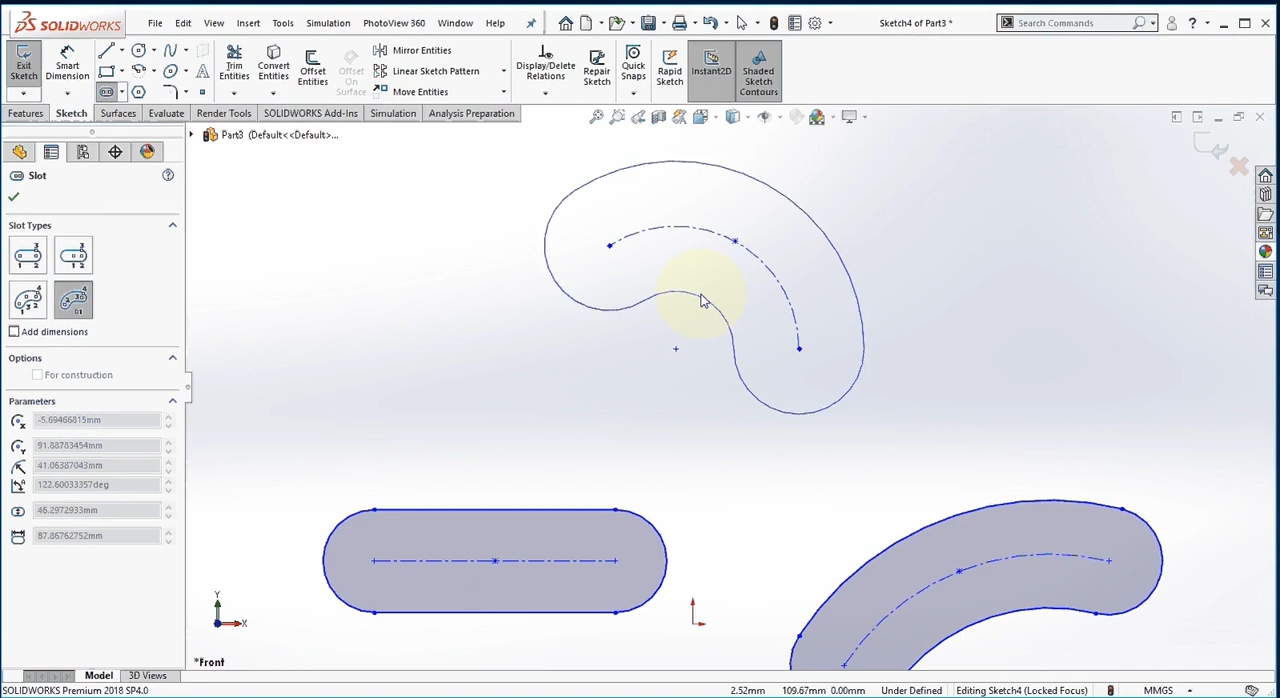 SOLIDWORKS File Edit View Insert Tools Simulation PhotoView 360 Window Help Sketch4 of Part3 * Search Commands
Exit Sketch
Smart Dimension
Trim Entities
Convert Entities
Offset Entities
Offset On Surface
Mirror Entities
Linear Sketch Pattern
Move Entities
Display/Delete Relations
Repair Sketch
Quick Snaps
Rapid Sketch
Instant2D
Shaded Sketch Contours
Features Sketch Surfaces Evaluate Render Tools SOLIDWORKS Add-Ins Simulation Analysis Preparation
Part3 (Default<<Default>...
Slot
Slot Types
Add dimensions
Options
For construction
Parameters
-5.69466815mm
91.88783454mm
41.06387043mm
122.60033357deg
46.2972933mm
87.86762752mm
Y
X
*Front
Model 3D Views
SOLIDWORKS Premium 2018 SP4.0 2.52mm 109.67mm 0.00mm Under Defined Editing Sketch4 (Locked Focus) MMGS